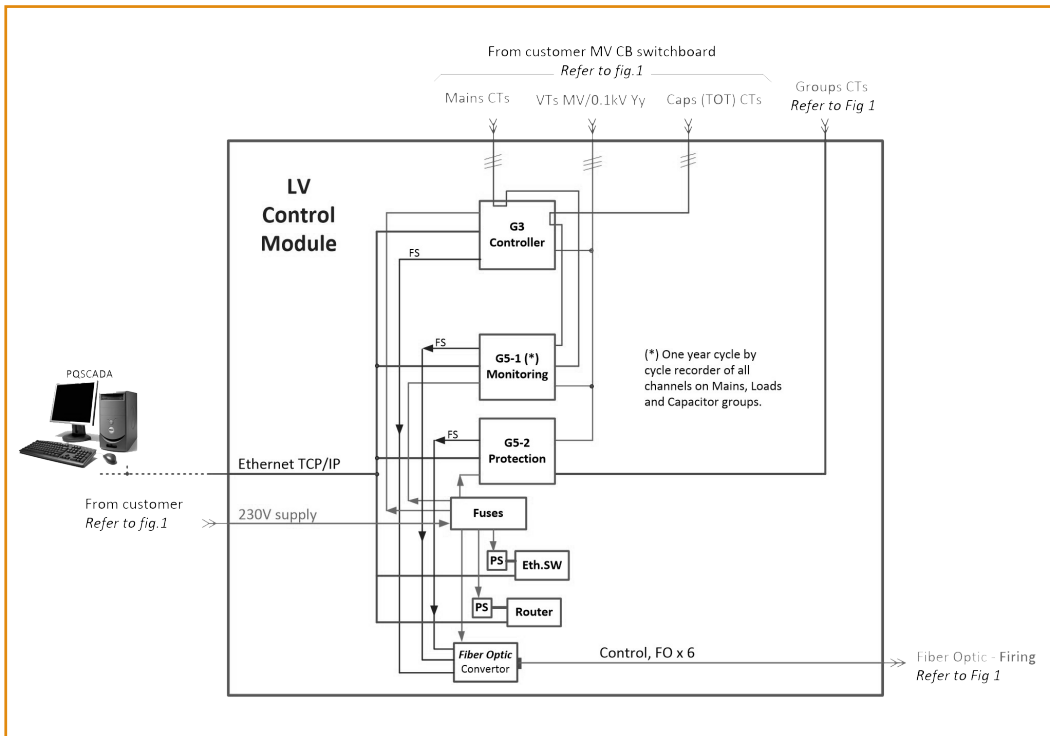 From customer MV CB switchboard
Refer to fig.1
Mains CTs
VTs MV/0.1kV Yy
Caps (TOT) CTs
Groups CTs
Refer to Fig 1
LV
Control
Module
G3
Controller
FS
FS
G5-1 (*)
Monitoring
(*) One year cycle by
cycle recorder of all
channels on Mains, Loads
and Capacitor groups.
PQSCADA
FS
G5-2
Protection
Ethernet TCP/IP
From customer
Refer to fig.1
230V supply
Fuses
PS
Eth.SW
PS
Router
Fiber Optic
Convertor
Control, FO x 6
Fiber Optic - Firing
Refer to Fig 1